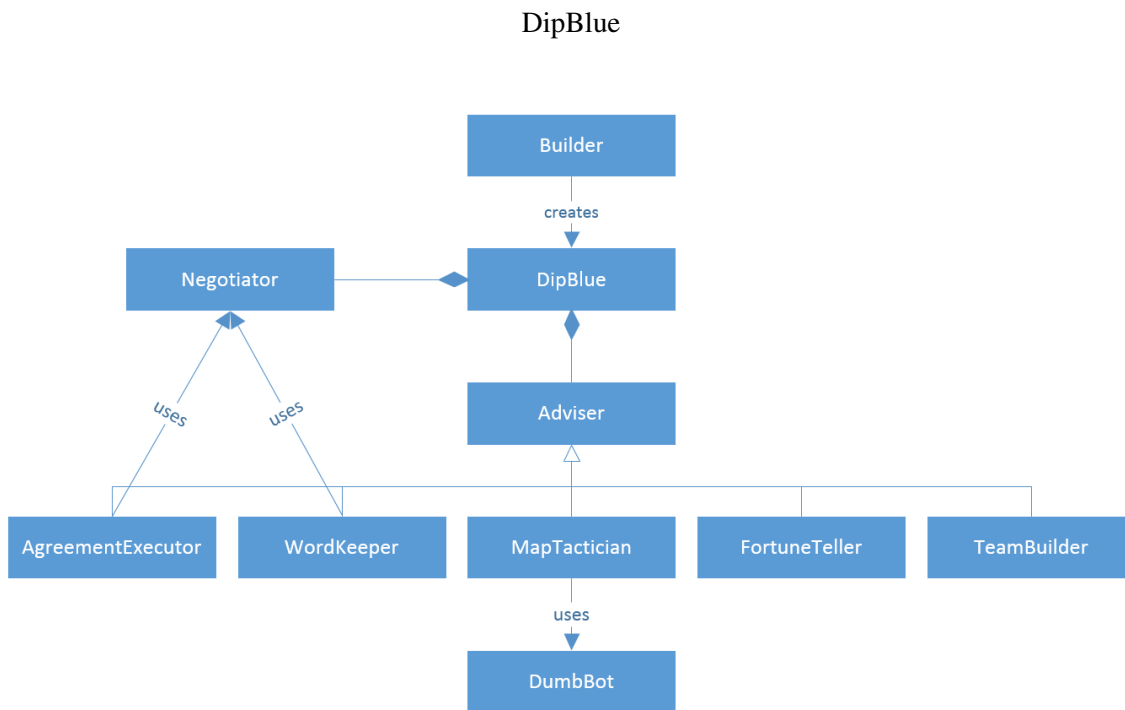 DipBlue
Builder
creates
Negotiator
DipBlue
Adviser
uses
uses
AgreementExecutor
WordKeeper
MapTactician
FortuneTeller
TeamBuilder
uses
DumbBot